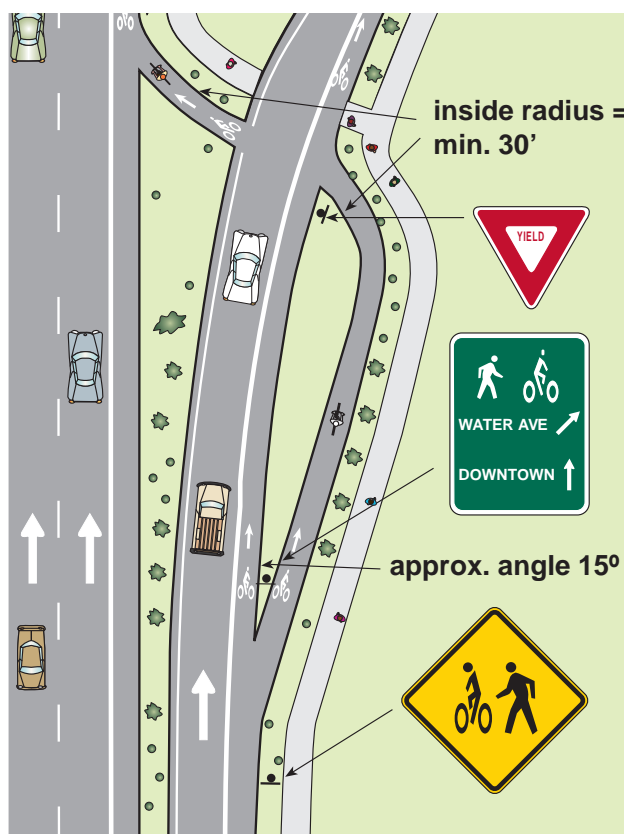 inside radius =
min. 30’
YIELD
WATER AVE
DOWNTOWN
approx. angle 15º